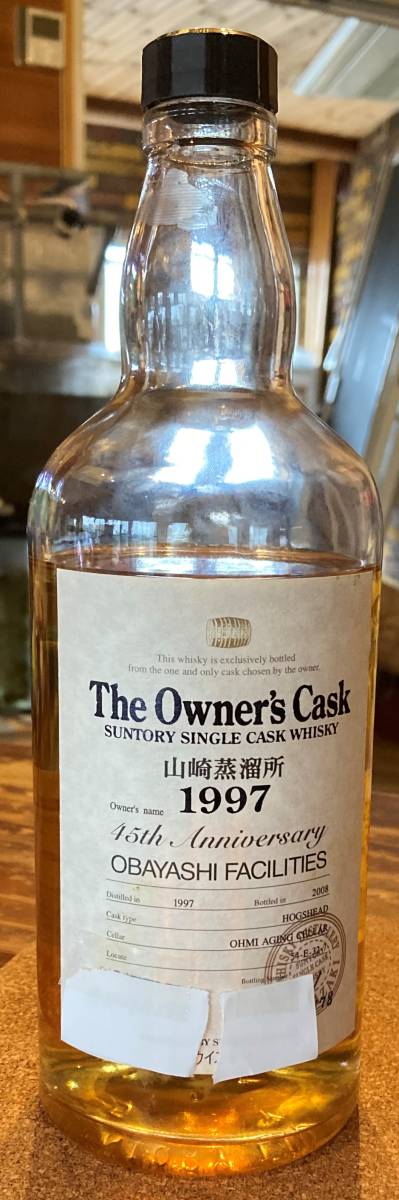 This whisky is exclusively bottled
from the one and only cask chosen by the owner.
The Owner's Cask
SUNTORY SINGLE CASK WHISKY
山崎蒸溜所
Owner's name 1997
45th Anniversary
OBAYASHI FACILITIES
Distilled in 1997 Bottled in 2008
Cask type HOGSHEAD
Cellar OHMI AGING CELLAR
Locate
SINGLE CASK